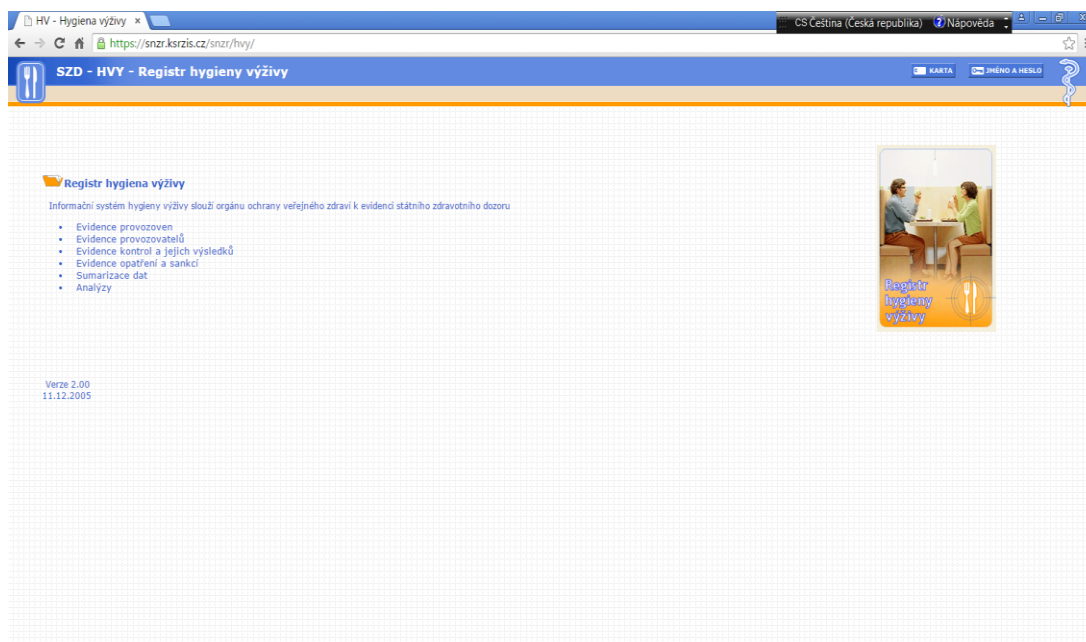 HV - Hygiena výživy
CS Čeština (Česká republika) Nápověda
https://snzr.ksrzis.cz/snzr/hvy/
SZD - HVY - Registr hygieny výživy
KARTA
JMÉNO A HESLO
Registr hygiena výživy
Informační systém hygieny výživy slouží orgánu ochrany veřejného zdraví k evidenci státního zdravotního dozoru
• Evidence provozoven
• Evidence provozovatelů
• Evidence kontrol a jejich výsledků
• Evidence opatření a sankcí
• Sumarizace dat
• Analýzy
Registr
hygieny
výživy
Verze 2.00
11.12.2005